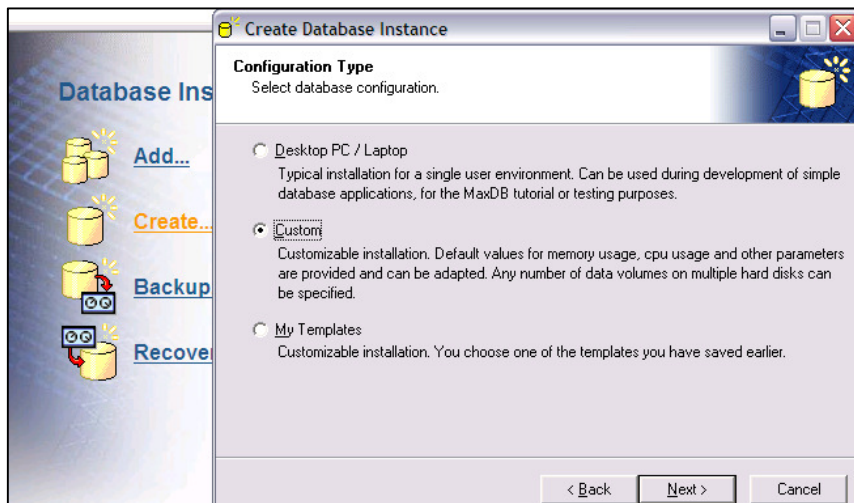 Database Ins
Add...
Create...
Backup
Recove
Create Database Instance
Configuration Type
Select database configuration.
Desktop PC / Laptop
Typical installation for a single user environment. Can be used during development of simple
database applications, for the MaxDB tutorial or testing purposes.
Custom
Customizable installation. Default values for memory usage, cpu usage and other parameters
are provided and can be adapted. Any number of data volumes on multiple hard disks can
be specified.
My Templates
Customizable installation. You choose one of the templates you have saved earlier.
< Back
Next >
Cancel